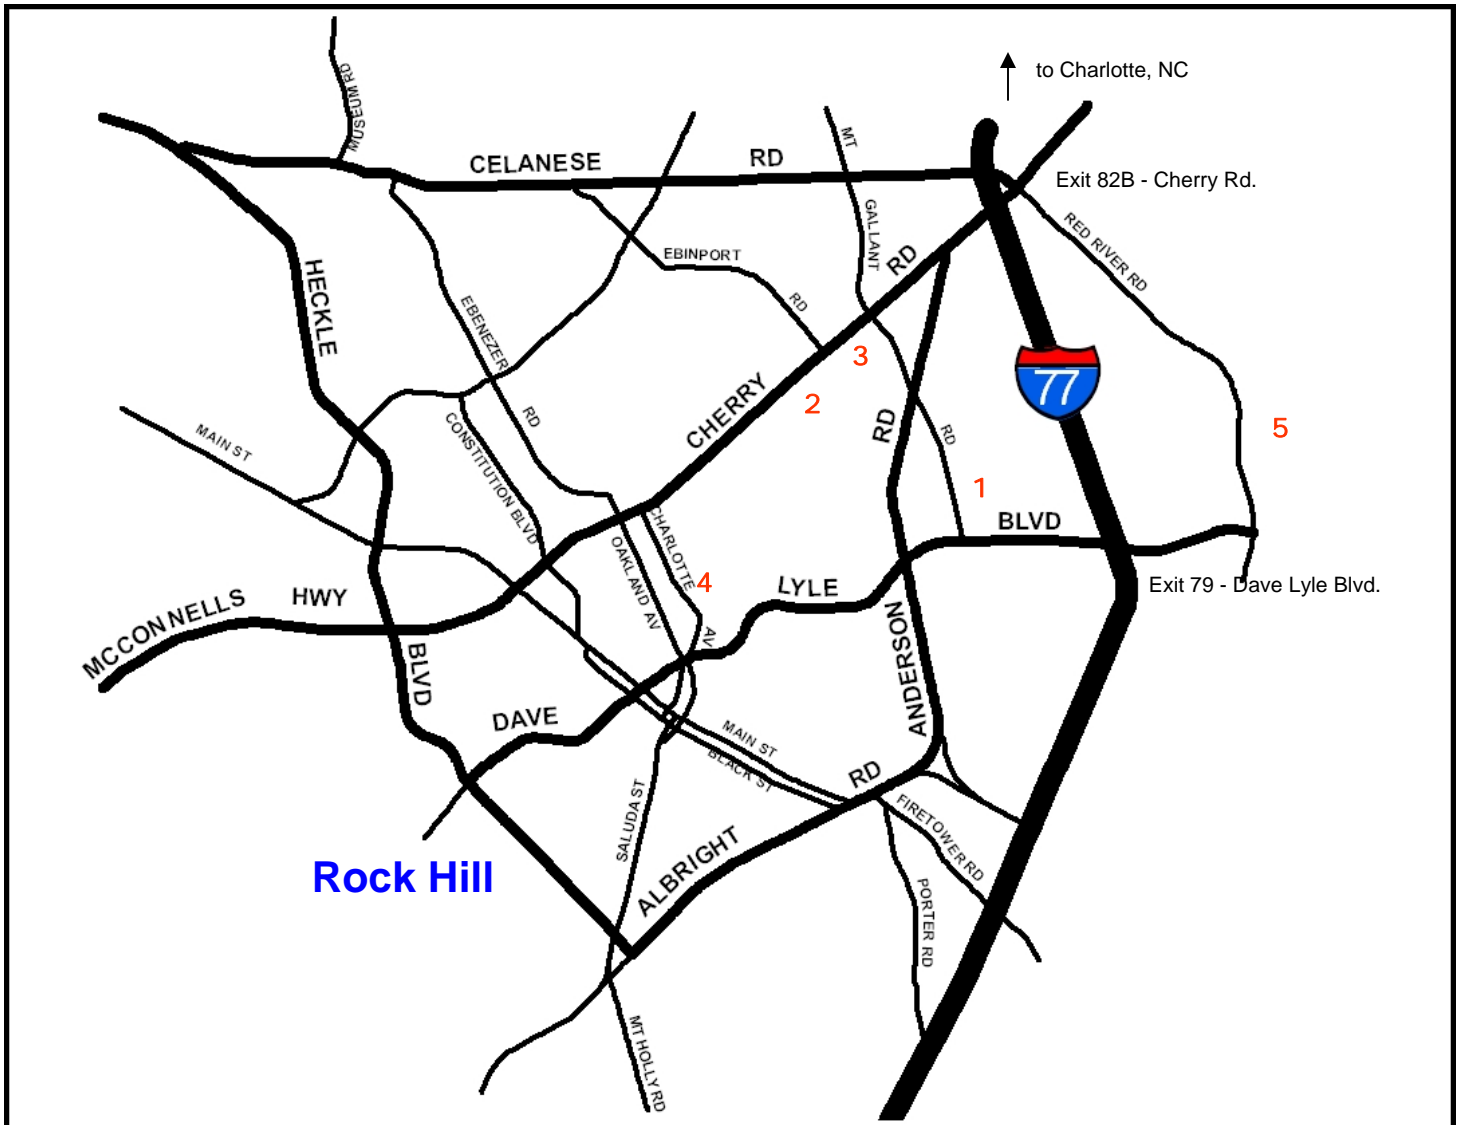 to Charlotte, NC
MUSEUM RD
CELANESE RD
MT GALLANT RD
Exit 82B - Cherry Rd.
RED RIVER RD
EBINPORT RD
HECKLE BLVD
EBENEZER RD
CHERRY RD
3
2
77
5
MAIN ST
CONSTITUTION BLVD
1
OAKLAND AV
CHARLOTTE AV
4
DAVE LYLE BLVD
Exit 79 - Dave Lyle Blvd.
MCCONNELLS HWY
ANDERSON RD
MAIN ST
BLACK ST
SALUDA ST
ALBRIGHT RD
FIRETOWER RD
PORTER RD
Rock Hill
MT HOLLY RD